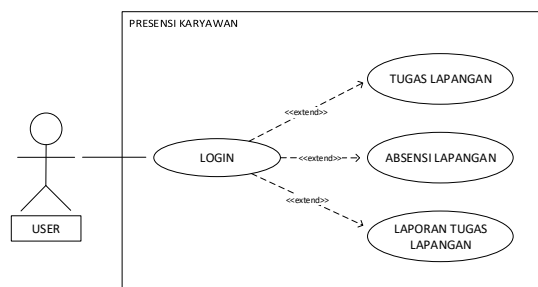 PRESENSI KARYAWAN
TUGAS LAPANGAN
<<extend>>
LOGIN
<<extend>>
ABSENSI LAPANGAN
<<extend>>
USER
LAPORAN TUGAS
LAPANGAN